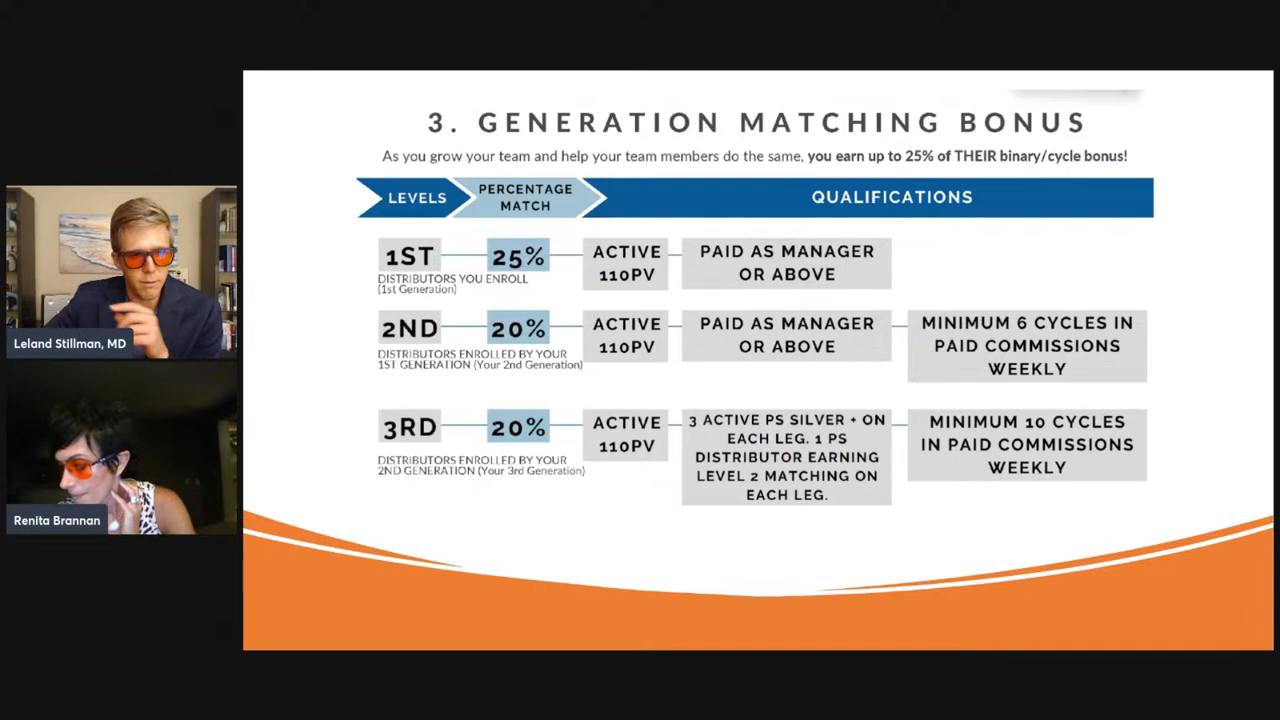 3. GENERATION MATCHING BONUS
As you grow your team and help your team members do the same, you earn up to 25% of THEIR binary/cycle bonus!
LEVELS
PERCENTAGE
MATCH
QUALIFICATIONS
1ST
25%
ACTIVE
110PV
PAID AS MANAGER
OR ABOVE
DISTRIBUTORS YOU ENROLL
(1st Generation)
2ND
20%
ACTIVE
110PV
PAID AS MANAGER
OR ABOVE
MINIMUM 6 CYCLES IN
PAID COMMISSIONS
WEEKLY
DISTRIBUTORS ENROLLED BY YOUR
1ST GENERATION (Your 2nd Generation)
3RD
20%
ACTIVE
110PV
3 ACTIVE PS SILVER + ON
EACH LEG. 1 PS
DISTRIBUTOR EARNING
LEVEL 2 MATCHING ON
EACH LEG.
MINIMUM 10 CYCLES
IN PAID COMMISSIONS
WEEKLY
DISTRIBUTORS ENROLLED BY YOUR
2ND GENERATION (Your 3rd Generation)
Leland Stillman, MD
Renita Brannan